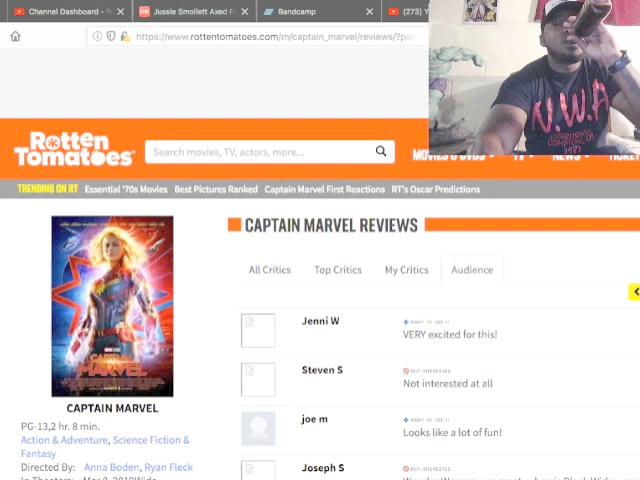 Channel Dashboard - Y
Jussie Smollett Axed F
Bandcamp
(273) Y
https://www.rottentomatoes.com/m/captain_marvel/reviews/?pa
N.W.A
COMPTON, CA
Rotten Tomatoes
Search movies, TV, actors, more...
MOVIES & DVDS
TV
NEWS
TRENDING ON RT Essential '70s Movies Best Pictures Ranked Captain Marvel First Reactions RT's Oscar Predictions
CAPTAIN MARVEL REVIEWS
All Critics Top Critics My Critics Audience
Jenni W
WANT TO SEE IT
VERY excited for this!
Steven S
NOT INTERESTED
Not interested at all
CAPTAIN MARVEL
CAPTAIN MARVEL
joe m
WANT TO SEE IT
Looks like a lot of fun!
PG-13,2 hr. 8 min.
Action & Adventure, Science Fiction & Fantasy
Directed By: Anna Boden, Ryan Fleck
Joseph S
NOT INTERESTED